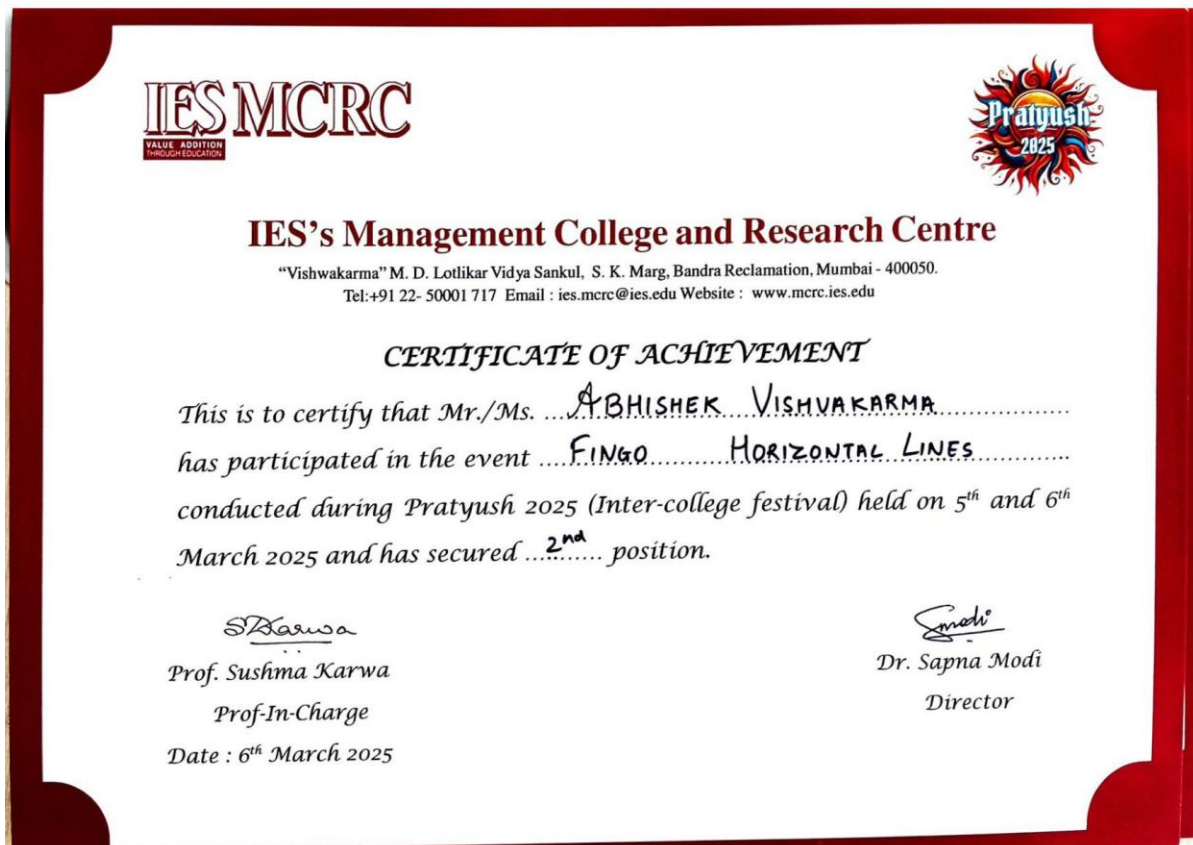 IES MCRC
VALUE ADDITION
THROUGH EDUCATION
Pratyush
2025
IES's Management College and Research Centre
"Vishwakarma" M. D. Lotlikar Vidya Sankul, S. K. Marg, Bandra Reclamation, Mumbai - 400050.
Tel:+91 22- 50001 717 Email : ies.mcrc@ies.edu Website : www.mcrc.ies.edu
CERTIFICATE OF ACHIEVEMENT
This is to certify that Mr./Ms. ...ABHISHEK VISHVAKARMA...
has participated in the event ....FINGO HORIZONTAL LINES...
conducted during Pratyush 2025 (Inter-college festival) held on 5th and 6th
March 2025 and has secured ...2nd... position.
SDKarwa
Smodi
Prof. Sushma Karwa
Dr. Sapna Modi
Prof-In-Charge
Director
Date : 6th March 2025